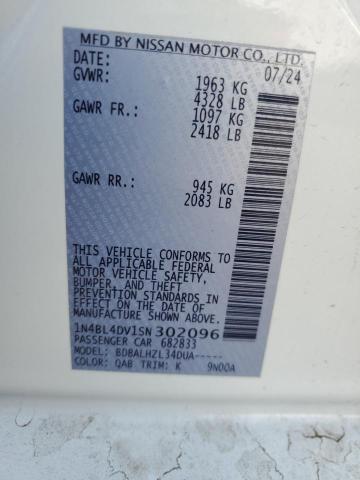 MFD BY NISSAN MOTOR CO., LTD.
DATE: 07/24
GVWR: 1963 KG
4328 LB
GAWR FR.: 1097 KG
2418 LB
GAWR RR.: 945 KG
2083 LB
THIS VEHICLE CONFORMS TO
ALL APPLICABLE FEDERAL
MOTOR VEHICLE SAFETY,
BUMPER, AND THEFT
PREVENTION STANDARDS IN
EFFECT ON THE DATE OF
MANUFACTURE SHOWN ABOVE.
1N4BL4DV1SN302096
PASSENGER CAR 682833
MODEL: BDBALHZL34DUA-----
COLOR: QAB TRIM: K 9N00A